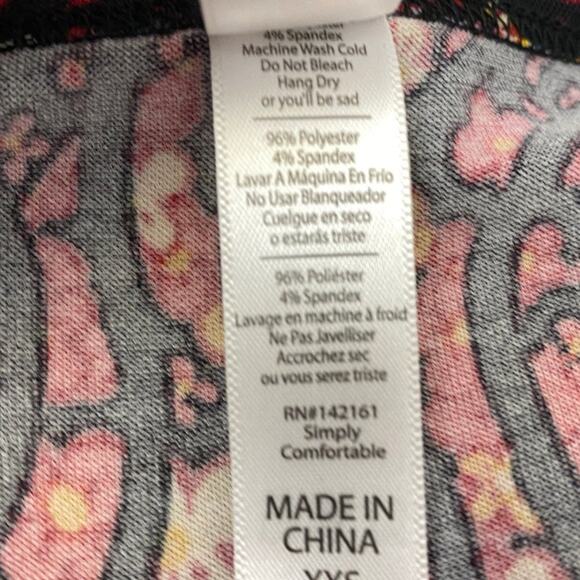 4% Spandex
Machine Wash Cold
Do Not Bleach
Hang Dry
or you'll be sad
96% Polyester
4% Spandex
Lavar A Máquina En Frío
No Usar Blanqueador
Cuelgue en seco
o estarás triste
96% Poliéster
4% Spandex
Lavage en machine à froid
Ne Pas Javelliser
Accrochez sec
ou vous serez triste
RN#142161
Simply
Comfortable
MADE IN
CHINA